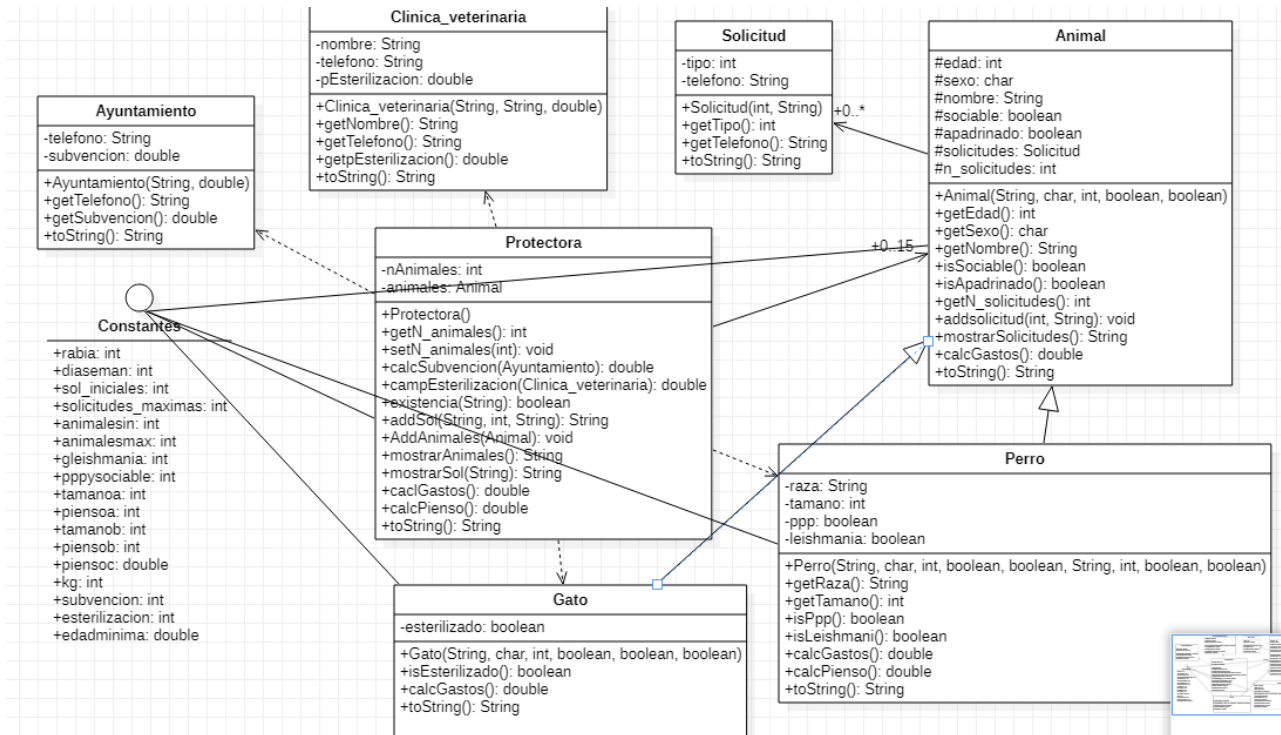 Clinica_veterinaria
-nombre: String
-telefono: String
-pEsterilizacion: double
+Clinica_veterinaria(String, String, double)
+getNombre(): String
+getTelefono(): String
+getpEsterilizacion(): double
+toString(): String
Solicitud
-tipo: int
-telefono: String
+Solicitud(int, String)
+getTipo(): int
+getTelefono(): String
+toString(): String
+0..*
Animal
#edad: int
#sexo: char
#nombre: String
#sociable: boolean
#apadrinado: boolean
#solicitudes: Solicitud
#n_solicitudes: int
+Animal(String, char, int, boolean, boolean)
+getEdad(): int
+getSexo(): char
+getNombre(): String
+isSociable(): boolean
+isApadrinado(): boolean
+getN_solicitudes(): int
+addsolicitud(int, String): void
+mostrarSolicitudes(): String
+calcGastos(): double
+toString(): String
Ayuntamiento
-telefono: String
-subvencion: double
+Ayuntamiento(String, double)
+getTelefono(): String
+getSubvencion(): double
+toString(): String
Protectora
-nAnimales: int
-animales: Animal
+Protectora()
+getN_animales(): int
+setN_animales(int): void
+calcSubvencion(Ayuntamiento): double
+campEsterilizacion(Clinica_veterinaria): double
+existencia(String): boolean
+addSol(String, int, String): String
+AddAnimales(Animal): void
+mostrarAnimales(): String
+mostrarSol(String): String
+caclGastos(): double
+calcPienso(): double
+toString(): String
+0..15
Constantes
+rabia: int
+diaseman: int
+sol_iniciales: int
+solicitudes_maximas: int
+animalesin: int
+animalesmax: int
+gleishmania: int
+pppysociable: int
+tamanoa: int
+piensoa: int
+tamanob: int
+piensob: int
+piensoc: double
+kg: int
+subvencion: int
+esterilizacion: int
+edadminima: double
Perro
-raza: String
-tamano: int
-ppp: boolean
-leishmania: boolean
+Perro(String, char, int, boolean, boolean, String, int, boolean, boolean)
+getRaza(): String
+getTamano(): int
+isPpp(): boolean
+isLeishmani(): boolean
+calcGastos(): double
+calcPienso(): double
+toString(): String
Gato
-esterilizado: boolean
+Gato(String, char, int, boolean, boolean, boolean)
+isEsterilizado(): boolean
+calcGastos(): double
+toString(): String